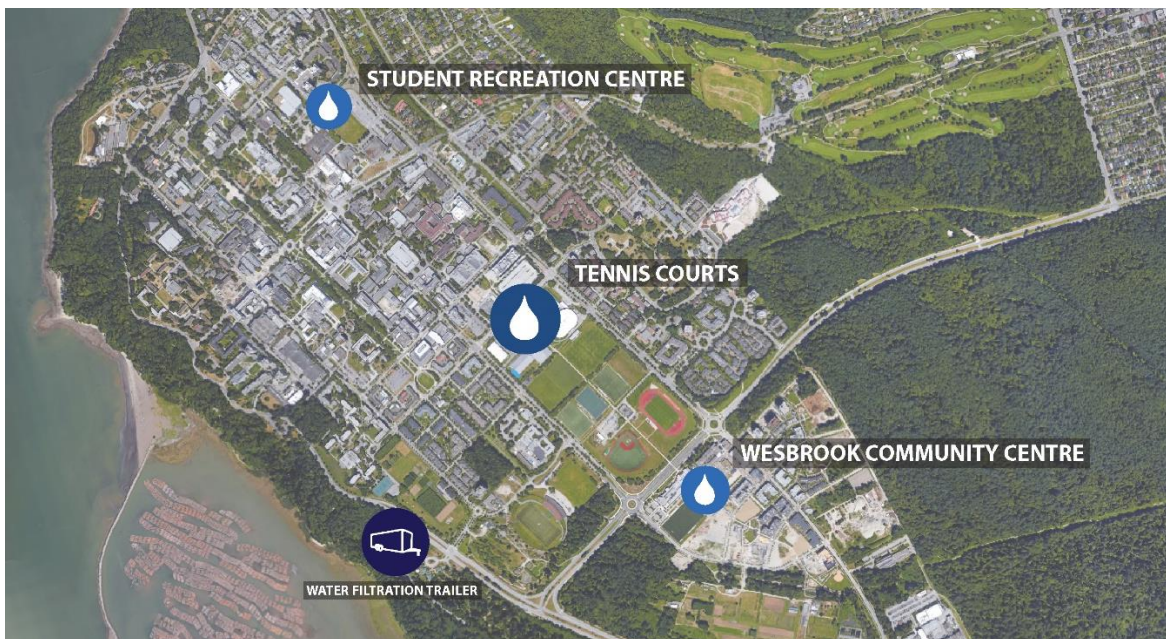 STUDENT RECREATION CENTRE
TENNIS COURTS
WESBROOK COMMUNITY CENTRE
WATER FILTRATION TRAILER